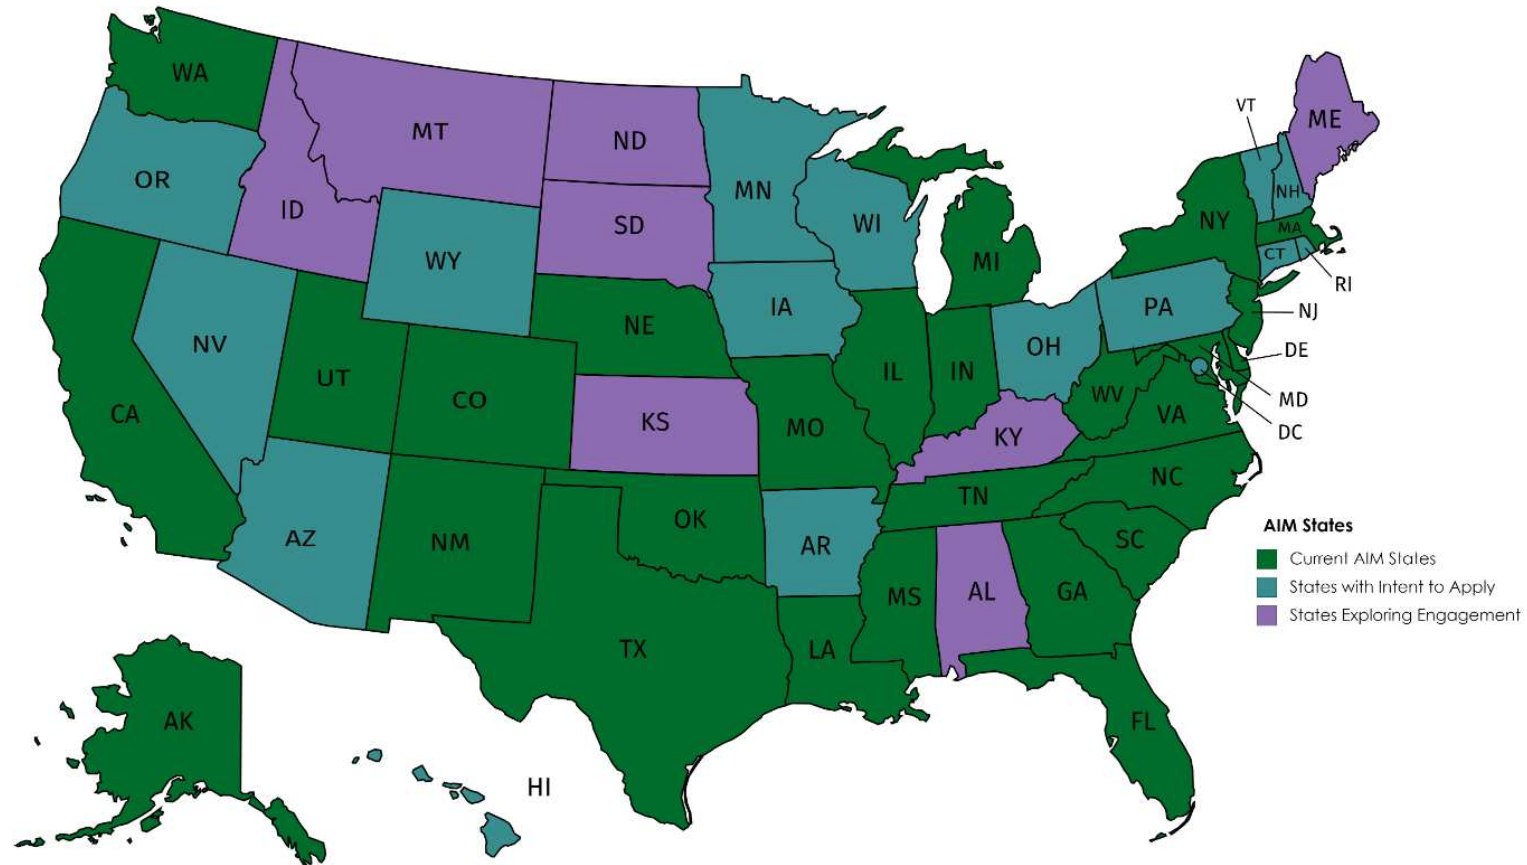 WA
MT
ND
ME
VT
OR
ID
SD
MN
WI
NH
NY
MA
WY
MI
CT
RI
IA
PA
NJ
NE
NV
OH
DE
UT
IL
IN
CO
WV
MD
CA
KS
MO
KY
VA
DC
TN
NC
OK
AZ
NM
AR
SC
MS
AL
GA
TX
LA
FL
AK
HI
AIM States
Current AIM States
States with Intent to Apply
States Exploring Engagement